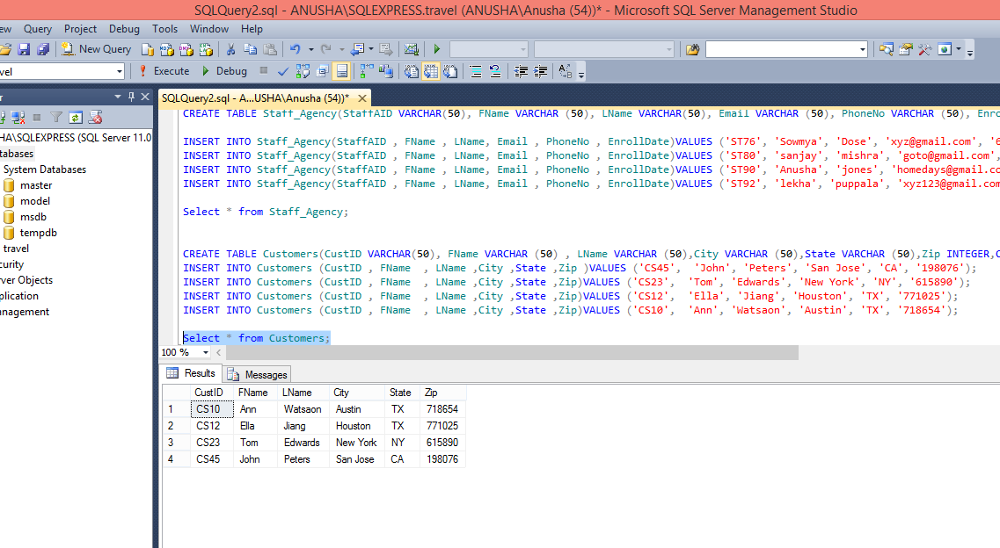 SQLQuery2.sql - ANUSHA\SQLEXPRESS.travel (ANUSHA\Anusha (54))* - Microsoft SQL Server Management Studio
ew Query Project Debug Tools Window Help
New Query
vel Execute Debug
r
SQLQuery2.sql - A...USHA\Anusha (54))*
HA\SQLEXPRESS (SQL Server 11.0
tabases
System Databases
master
model
msdb
tempdb
travel
curity
rver Objects
plication
anagement
CREATE TABLE Staff_Agency(StaffAID VARCHAR(50), FName VARCHAR (50), LName VARCHAR(50), Email VARCHAR (50), PhoneNo VARCHAR (50), Enro
INSERT INTO Staff_Agency(StaffAID , FName , LName, Email , PhoneNo , EnrollDate)VALUES ('ST76', 'Sowmya', 'Dose', 'xyz@gmail.com', '6
INSERT INTO Staff_Agency(StaffAID , FName , LName, Email , PhoneNo , EnrollDate)VALUES ('ST80', 'sanjay', 'mishra', 'goto@gmail.com',
INSERT INTO Staff_Agency(StaffAID , FName , LName, Email , PhoneNo , EnrollDate)VALUES ('ST90', 'Anusha', 'jones', 'homedays@gmail.co
INSERT INTO Staff_Agency(StaffAID , FName , LName, Email , PhoneNo , EnrollDate)VALUES ('ST92', 'lekha', 'puppala', 'xyz123@gmail.com
Select * from Staff_Agency;
CREATE TABLE Customers(CustID VARCHAR(50), FName VARCHAR (50) , LName VARCHAR (50),City VARCHAR (50),State VARCHAR (50),Zip INTEGER,C
INSERT INTO Customers (CustID , FName , LName ,City ,State ,Zip )VALUES ('CS45', 'John', 'Peters', 'San Jose', 'CA', '198076');
INSERT INTO Customers (CustID , FName , LName ,City ,State ,Zip)VALUES ('CS23', 'Tom', 'Edwards', 'New York', 'NY', '615890');
INSERT INTO Customers (CustID , FName , LName ,City ,State ,Zip)VALUES ('CS12', 'Ella', 'Jiang', 'Houston', 'TX', '771025');
INSERT INTO Customers (CustID , FName , LName ,City ,State ,Zip)VALUES ('CS10', 'Ann', 'Watsaon', 'Austin', 'TX', '718654');
Select * from Customers;
100 %
Results Messages
CustID FName LName City State Zip
1 CS10 Ann Watsaon Austin TX 718654
2 CS12 Ella Jiang Houston TX 771025
3 CS23 Tom Edwards New York NY 615890
4 CS45 John Peters San Jose CA 198076